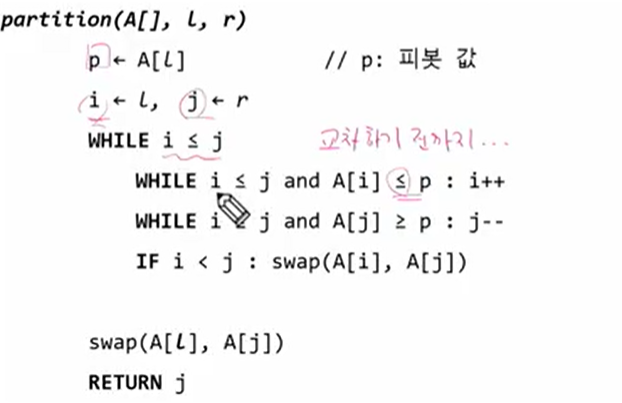 partition(A[], l, r)
p ← A[l] // p: 피봇 값
i ← l, j ← r
WHILE i ≤ j 교차하기 전까지...
WHILE i ≤ j and A[i] ≤ p : i++
WHILE i ≤ j and A[j] ≥ p : j--
IF i < j : swap(A[i], A[j])
swap(A[l], A[j])
RETURN j